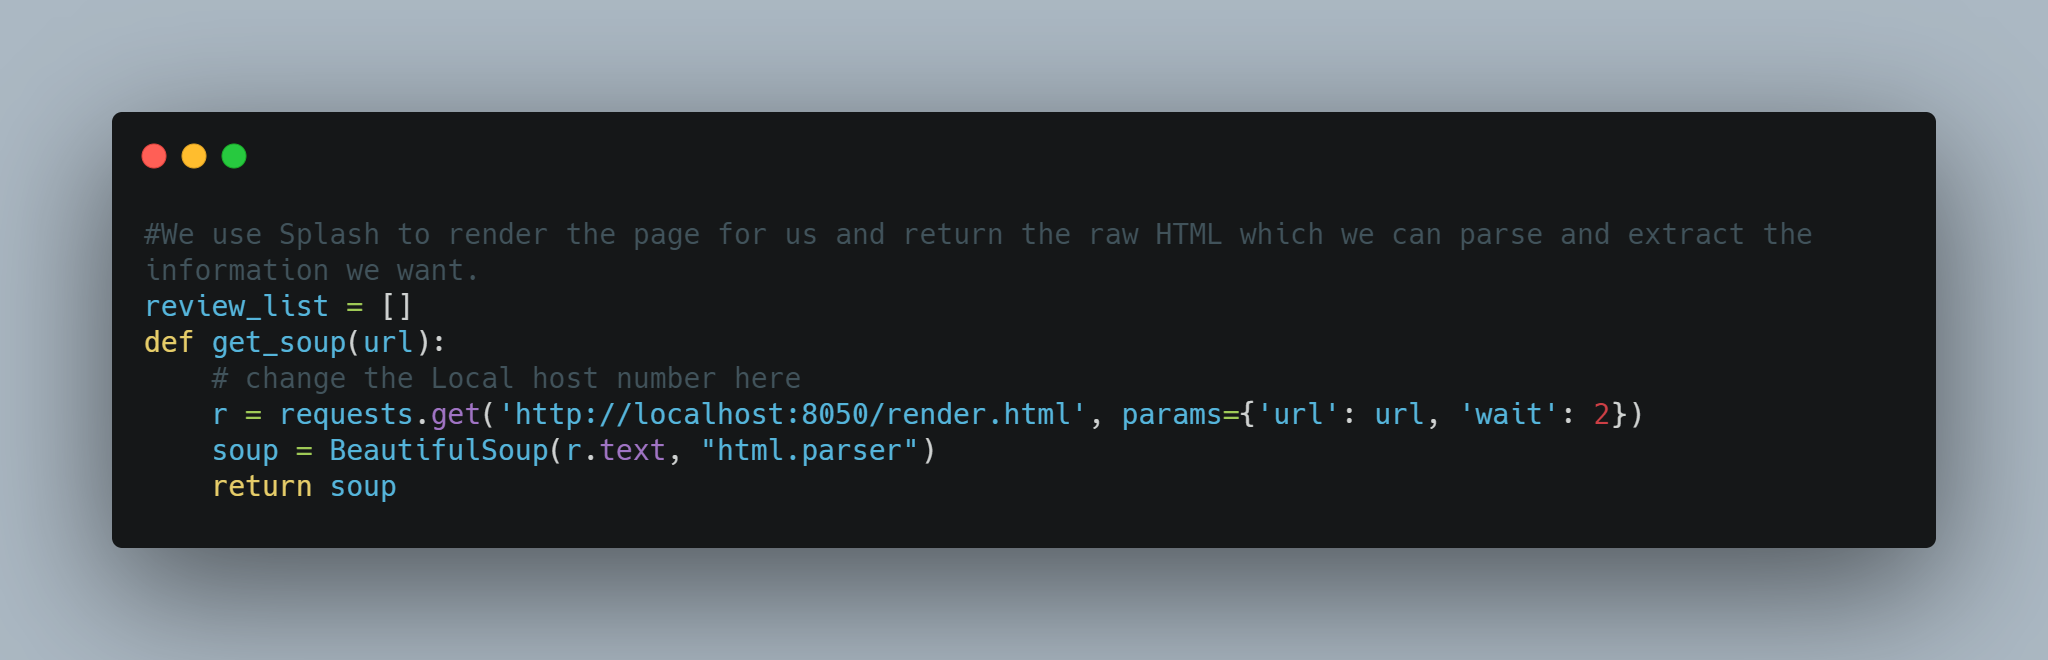 #We use Splash to render the page for us and return the raw HTML which we can parse and extract the
information we want.
review_list = []
def get_soup(url):
    # change the Local host number here
    r = requests.get('http://localhost:8050/render.html', params={'url': url, 'wait': 2})
    soup = BeautifulSoup(r.text, "html.parser")
    return soup